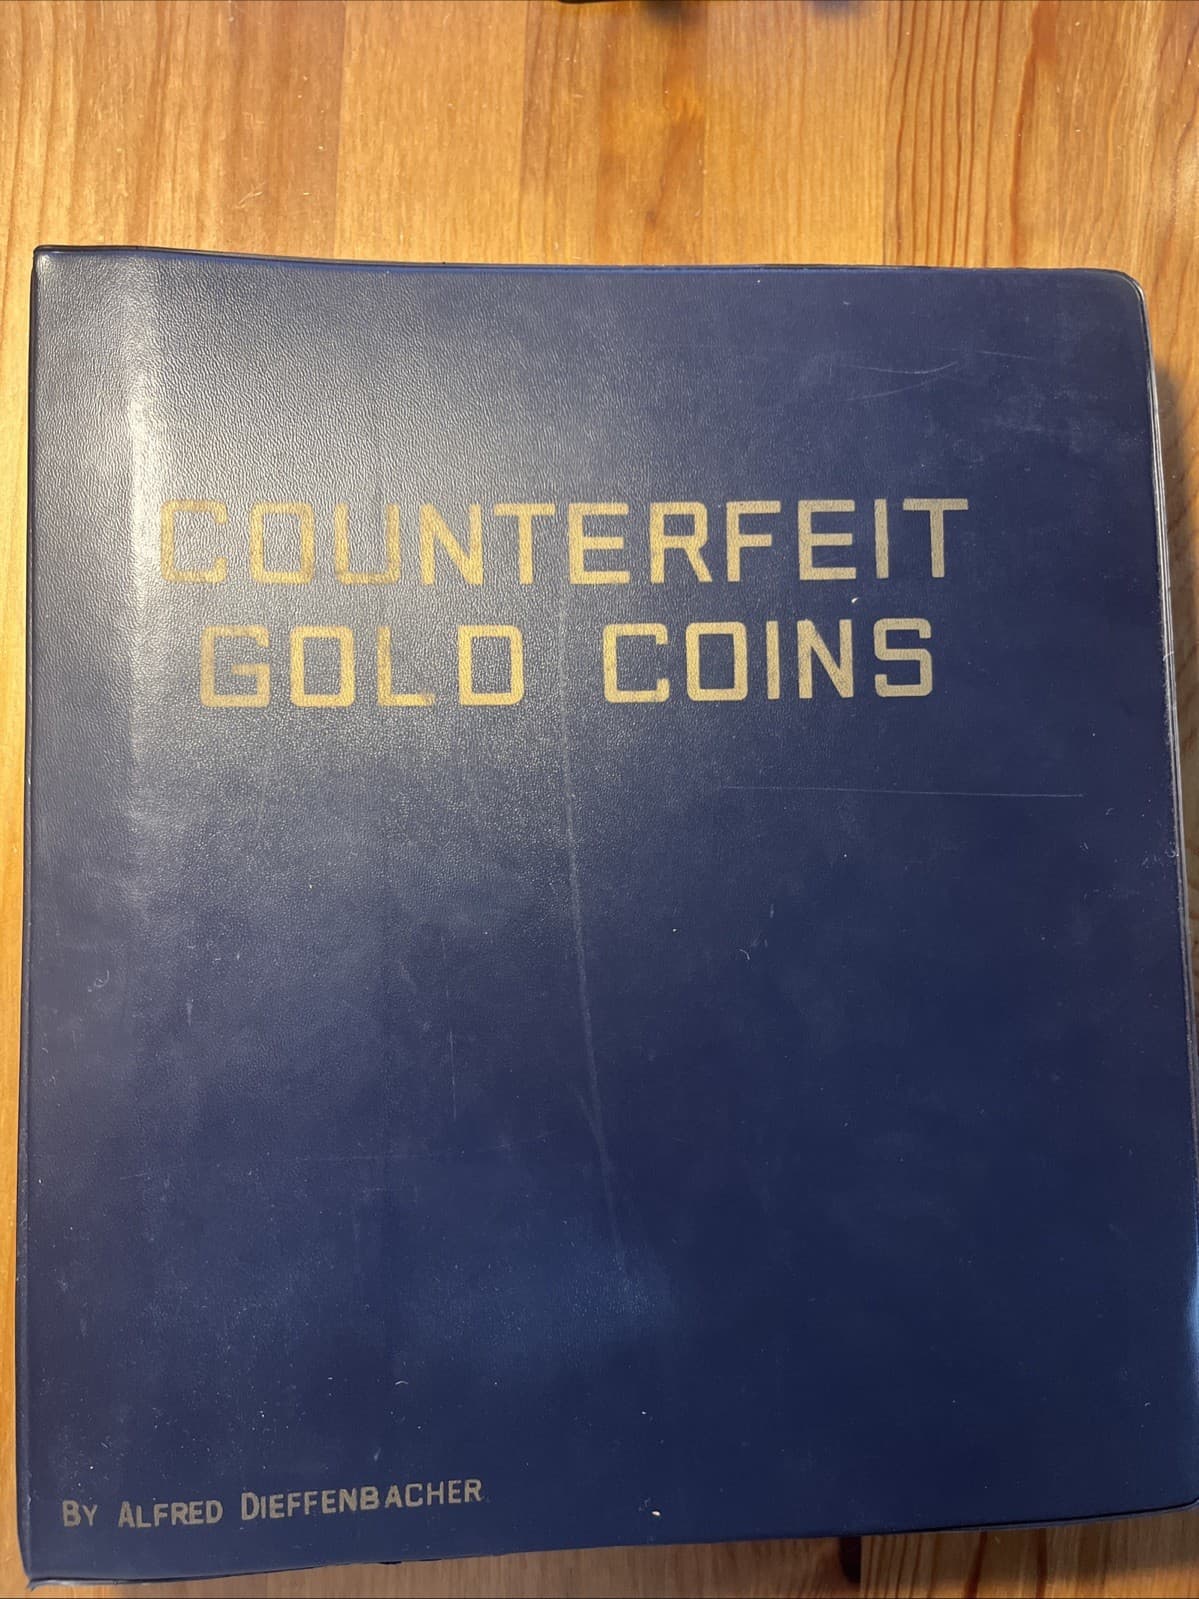 COUNTERFEIT
GOLD COINS
BY ALFRED DIEFFENBACHER